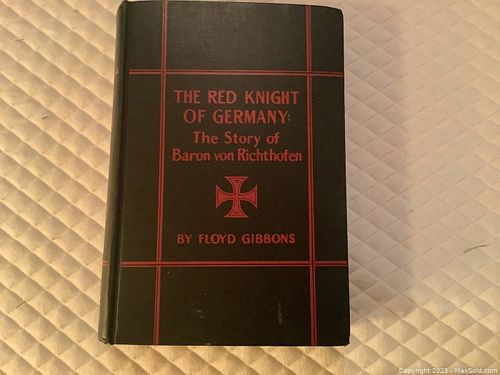 THE RED KNIGHT
OF GERMANY:
The Story of
Baron von Richthofen
BY FLOYD GIBBONS
Copyright 2023 - MaxSold.com